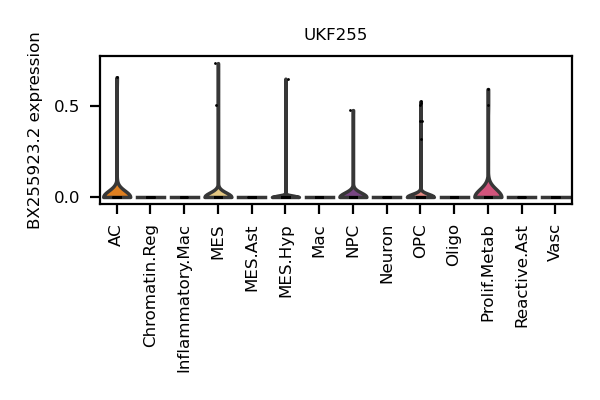 UKF255
BX255923.2 expression
0.5
0.0
AC
Chromatin.Reg
Inflammatory.Mac
MES
MES.Ast
MES.Hyp
Mac
NPC
Neuron
OPC
Oligo
Prolif.Metab
Reactive.Ast
Vasc